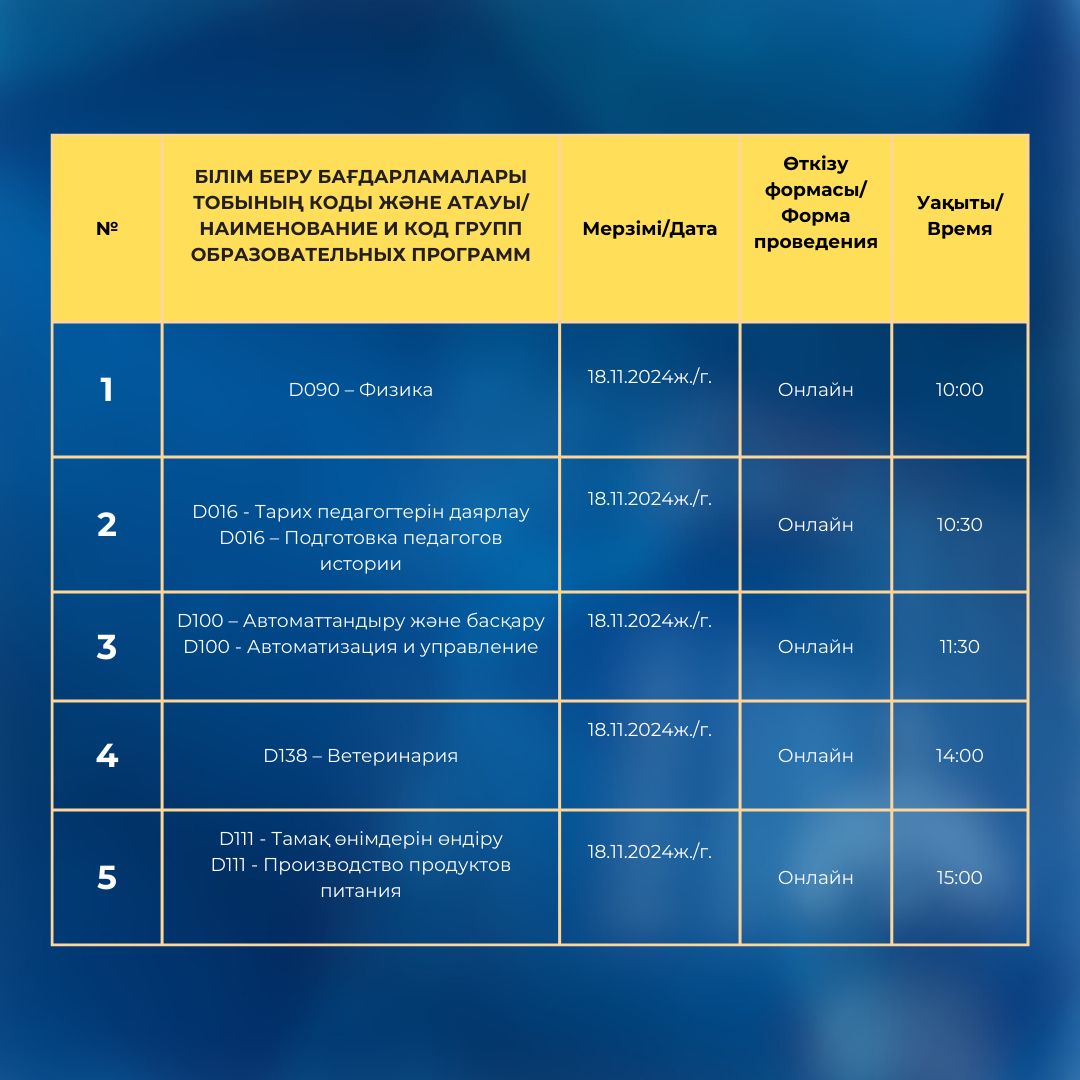 №
БІЛІМ БЕРУ БАҒДАРЛАМАЛАРЫ
ТОБЫНЫҢ КОДЫ ЖӘНЕ АТАУЫ/
НАИМЕНОВАНИЕ И КОД ГРУПП
ОБРАЗОВАТЕЛЬНЫХ ПРОГРАММ
Мерзімі/Дата
Өткізу
формасы/
Форма
проведения
Уақыты/
Время
1
D090 – Физика
18.11.2024ж./г.
Онлайн
10:00
2
D016 - Тарих педагогтерін даярлау
D016 – Подготовка педагогов
истории
18.11.2024ж./г.
Онлайн
10:30
3
D100 – Автоматтандыру және басқару
D100 - Автоматизация и управление
18.11.2024ж./г.
Онлайн
11:30
4
D138 – Ветеринария
18.11.2024ж./г.
Онлайн
14:00
5
D111 - Тамақ өнімдерін өндіру
D111 - Производство продуктов
питания
18.11.2024ж./г.
Онлайн
15:00